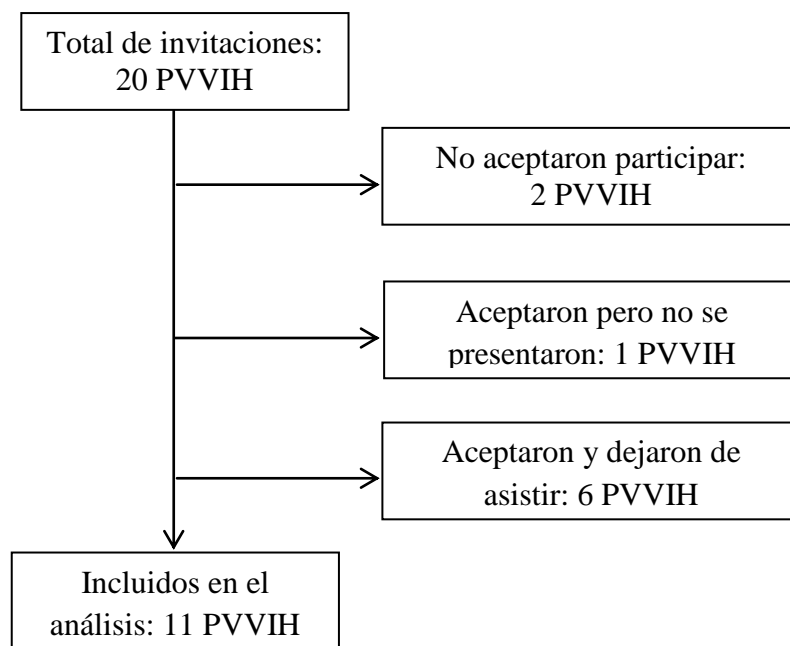 Total de invitaciones:
20 PVVIH
No aceptaron participar:
2 PVVIH
Aceptaron pero no se
presentaron: 1 PVVIH
Aceptaron y dejaron de
asistir: 6 PVVIH
Incluidos en el
análisis: 11 PVVIH